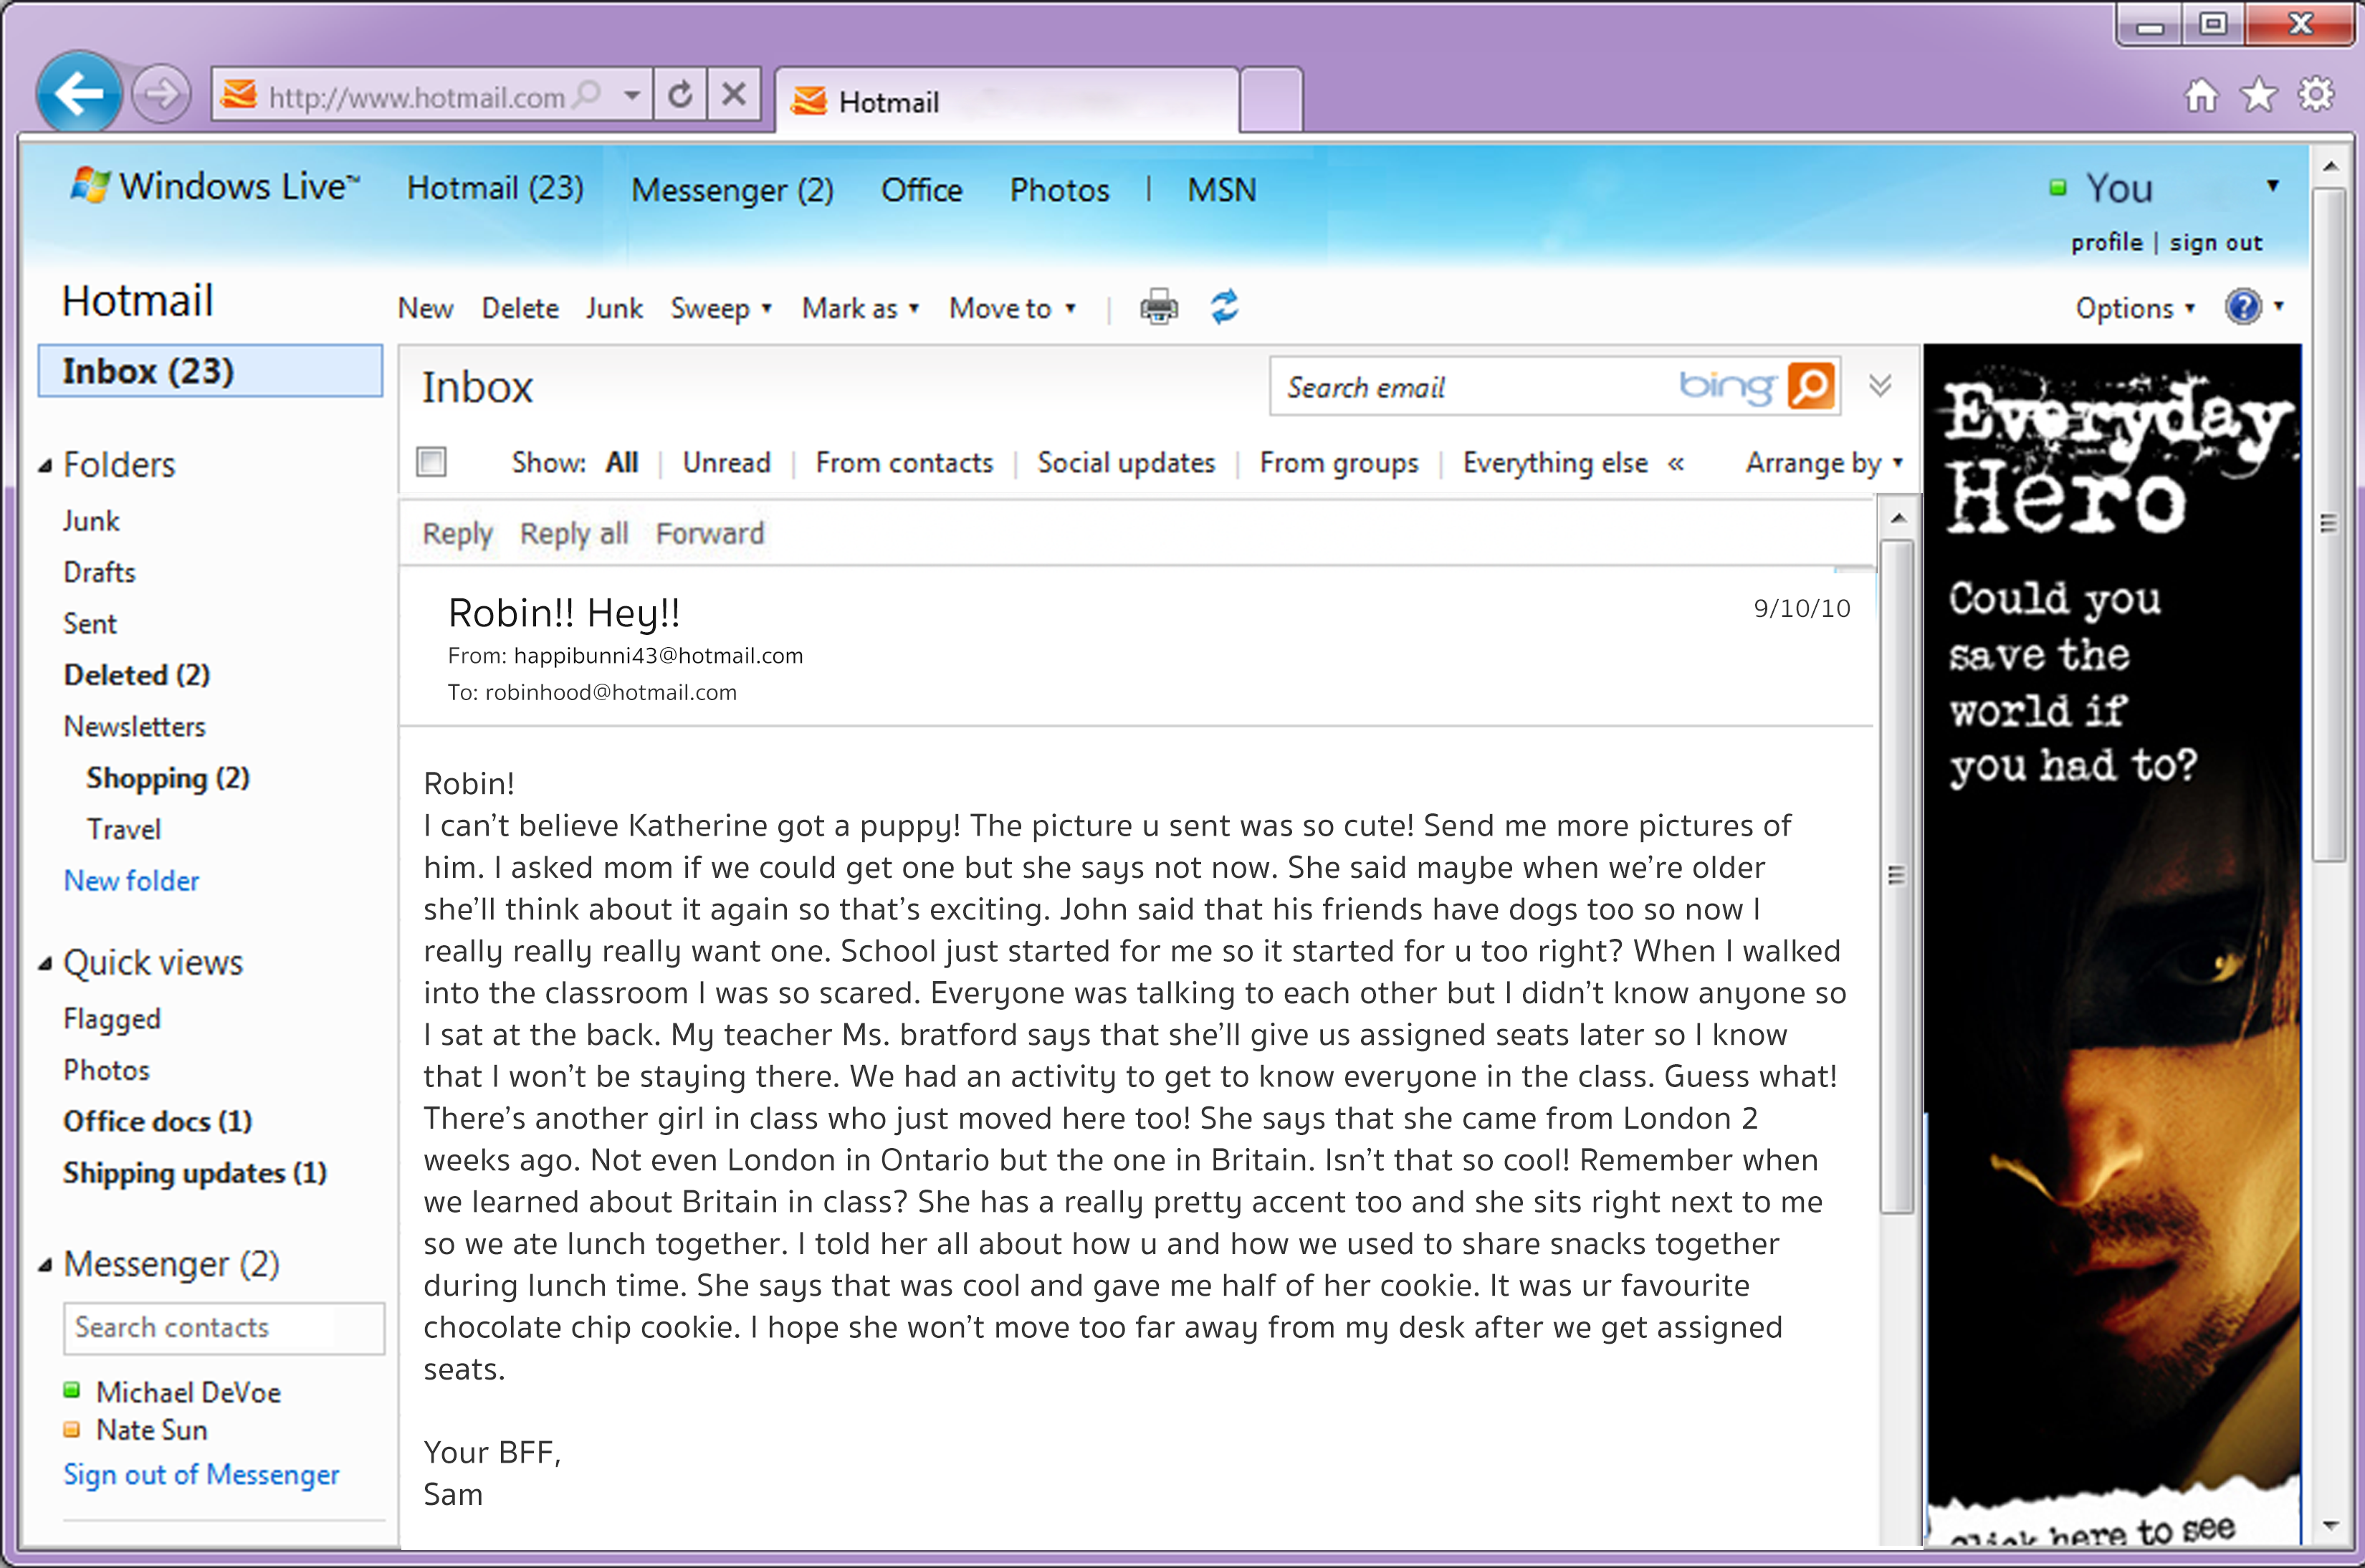 http://www.hotmail.com
Hotmail
Windows Live™ Hotmail (23) Messenger (2) Office Photos | MSN
You
profile | sign out
Hotmail
New Delete Junk Sweep Mark as Move to
Options
Inbox (23)
Folders
Junk
Drafts
Sent
Deleted (2)
Newsletters
Shopping (2)
Travel
New folder
Quick views
Flagged
Photos
Office docs (1)
Shipping updates (1)
Messenger (2)
Search contacts
Michael DeVoe
Nate Sun
Sign out of Messenger
Inbox
Search email bing
Show: All | Unread | From contacts | Social updates | From groups | Everything else « Arrange by
Reply Reply all Forward
Robin!! Hey!!
9/10/10
From: happibunni43@hotmail.com
To: robinhood@hotmail.com
Robin!
I can't believe Katherine got a puppy! The picture u sent was so cute! Send me more pictures of
him. I asked mom if we could get one but she says not now. She said maybe when we're older
she'll think about it again so that's exciting. John said that his friends have dogs too so now I
really really really want one. School just started for me so it started for u too right? When I walked
into the classroom I was so scared. Everyone was talking to each other but I didn't know anyone so
I sat at the back. My teacher Ms. bratford says that she'll give us assigned seats later so I know
that I won't be staying there. We had an activity to get to know everyone in the class. Guess what!
There's another girl in class who just moved here too! She says that she came from London 2
weeks ago. Not even London in Ontario but the one in Britain. Isn't that so cool! Remember when
we learned about Britain in class? She has a really pretty accent too and she sits right next to me
so we ate lunch together. I told her all about how u and how we used to share snacks together
during lunch time. She says that was cool and gave me half of her cookie. It was ur favourite
chocolate chip cookie. I hope she won't move too far away from my desk after we get assigned
seats.
Your BFF,
Sam
Everyday
Hero
Could you
save the
world if
you had to?
click here to see